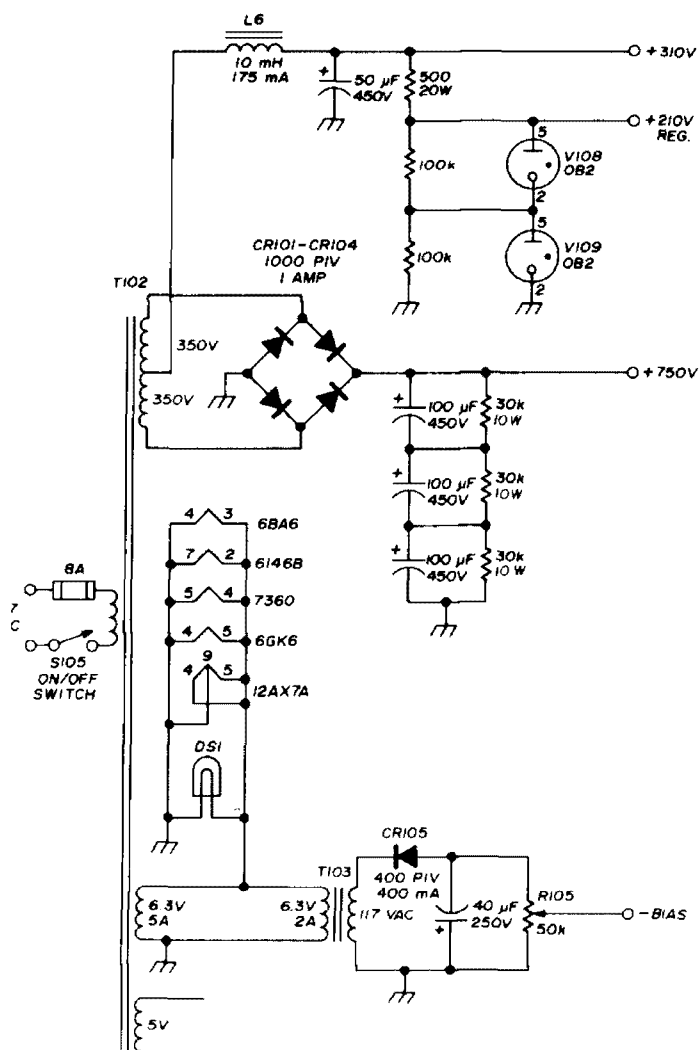 L6
10 mH
175 mA
50 µF
450V
+
500
20W
+310V
+210V
REG.
100k
100k
5
V108
OB2
2
5
V109
OB2
2
CR101-CR104
1000 PIV
1 AMP
T102
350V
350V
+750V
+
100 µF
450V
30k
10W
+
100 µF
450V
30k
10W
+
100 µF
450V
30k
10W
4 3 6BA6
7 2 6146B
5 4 7360
4 5 6GK6
9
4 5
12AX7A
8A
7
C
S105
ON/OFF
SWITCH
DS1
6.3V
5A
6.3V
2A
T103
117 VAC
CR105
400 PIV
400 mA
40 µF
250V
+
R105
50k
-BIAS
5V